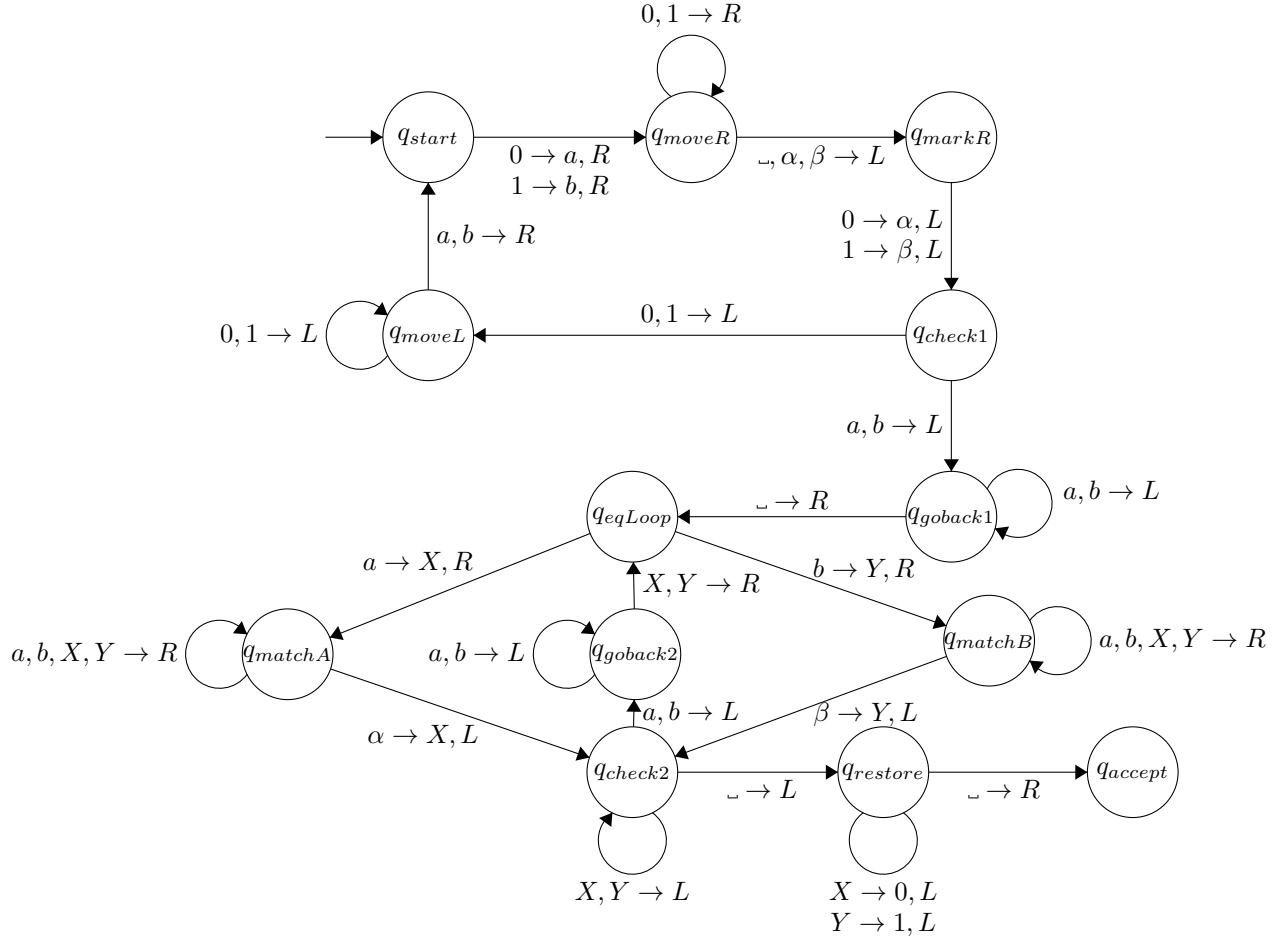 0, 1 → R
q_start
q_moveR
q_markR
0 → a, R
1 → b, R
␣, α, β → L
0 → α, L
1 → β, L
a, b → R
0, 1 → L
q_moveL
0, 1 → L
q_check1
a, b → L
q_eqLoop
␣ → R
q_goback1
a, b → L
a → X, R
X, Y → R
b → Y, R
a, b, X, Y → R
q_matchA
a, b → L
q_goback2
q_matchB
a, b, X, Y → R
α → X, L
a, b → L
β → Y, L
q_check2
␣ → L
q_restore
␣ → R
q_accept
X, Y → L
X → 0, L
Y → 1, L